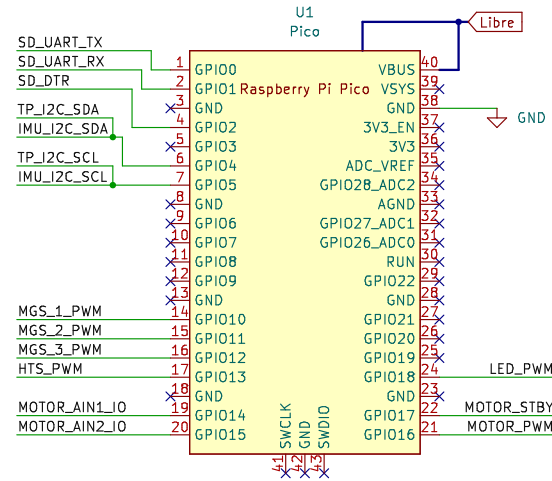 U1
Pico
Libre
SD_UART_TX
SD_UART_RX
SD_DTR
TP_I2C_SDA
IMU_I2C_SDA
TP_I2C_SCL
IMU_I2C_SCL
MGS_1_PWM
MGS_2_PWM
MGS_3_PWM
HTS_PWM
MOTOR_AIN1_IO
MOTOR_AIN2_IO
Raspberry Pi Pico
1 GPIO0
2 GPIO1
3 GND
4 GPIO2
5 GPIO3
6 GPIO4
7 GPIO5
8 GND
9 GPIO6
10 GPIO7
11 GPIO8
12 GPIO9
13 GND
14 GPIO10
15 GPIO11
16 GPIO12
17 GPIO13
18 GND
19 GPIO14
20 GPIO15
VBUS 40
VSYS 39
GND 38
3V3_EN 37
3V3 36
ADC_VREF 35
GPIO28_ADC2 34
AGND 33
GPIO27_ADC1 32
GPIO26_ADC0 31
RUN 30
GPIO22 29
GND 28
GPIO21 27
GPIO20 26
GPIO19 25
GPIO18 24
GND 23
GPIO17 22
GPIO16 21
SWCLK 41
GND 42
SWDIO 43
GND
LED_PWM
MOTOR_STBY
MOTOR_PWM